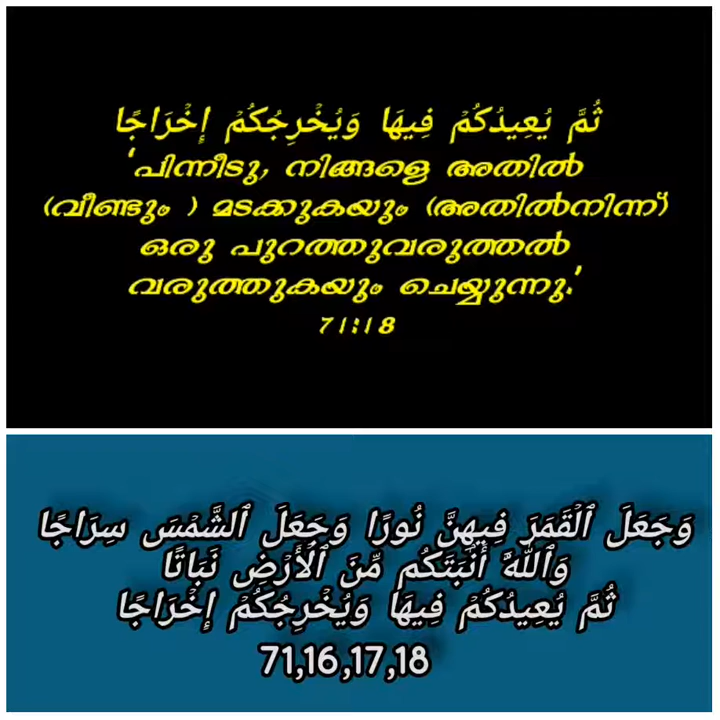 ثُمَّ يُعِيدُكُمْ فِيهَا وَيُخْرِجُكُمْ إِخْرَاجًا
'പിന്നീടു, നിങ്ങളെ അതിൽ
(വീണ്ടും ) മടക്കുകയും (അതിൽനിന്ന്)
ഒരു പുറത്തുവരുത്തൽ
വരുത്തുകയും ചെയ്യുന്നു.'
71:18
وَجَعَلَ ٱلْقَمَرَ فِيهِنَّ نُورًا وَجَعَلَ ٱلشَّمْسَ سِرَاجًا
وَٱللَّهُ أَنۢبَتَكُم مِّنَ ٱلْأَرْضِ نَبَاتًا
ثُمَّ يُعِيدُكُمْ فِيهَا وَيُخْرِجُكُمْ إِخْرَاجًا
71,16,17,18